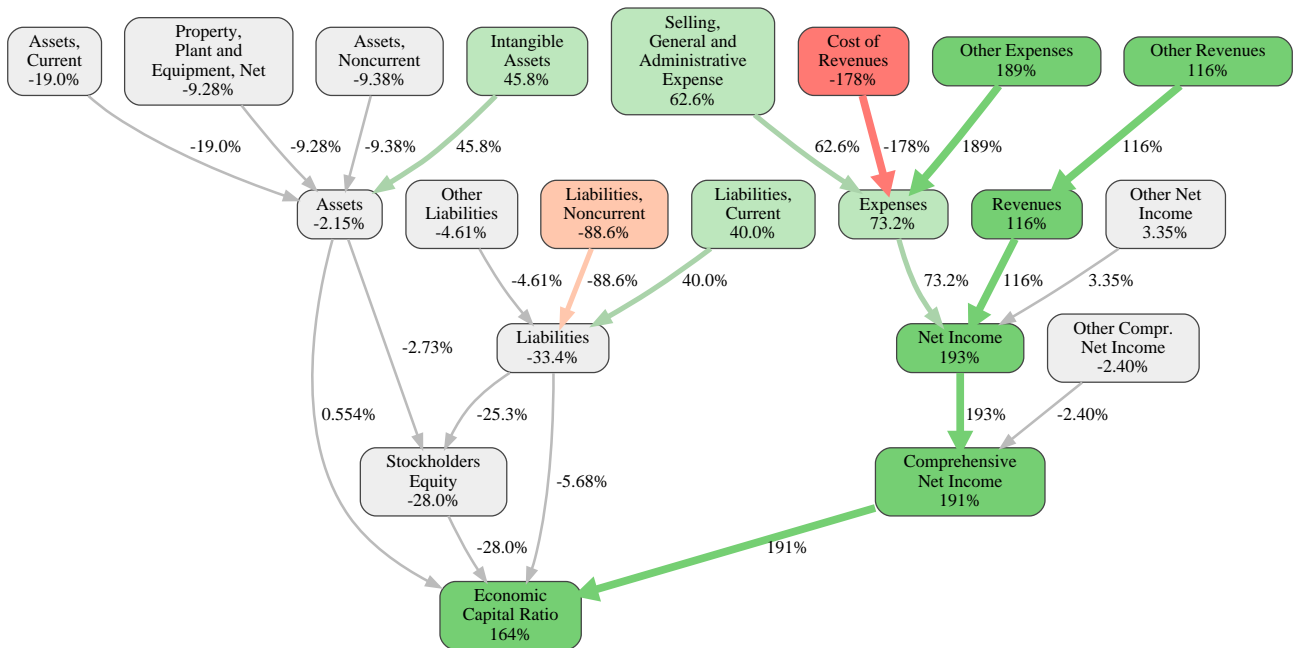 Assets,
Current
-19.0%
Property,
Plant and
Equipment, Net
-9.28%
Assets,
Noncurrent
-9.38%
Intangible
Assets
45.8%
Selling,
General and
Administrative
Expense
62.6%
Cost of
Revenues
-178%
Other Expenses
189%
Other Revenues
116%
-19.0%
-9.28%
-9.38%
45.8%
62.6%
-178%
189%
116%
Assets
-2.15%
Other
Liabilities
-4.61%
Liabilities,
Noncurrent
-88.6%
Liabilities,
Current
40.0%
Expenses
73.2%
Revenues
116%
Other Net
Income
3.35%
-4.61%
-88.6%
40.0%
73.2%
116%
3.35%
-2.73%
Liabilities
-33.4%
Net Income
193%
Other Compr.
Net Income
-2.40%
0.554%
-25.3%
193%
-2.40%
Stockholders
Equity
-28.0%
-5.68%
Comprehensive
Net Income
191%
-28.0%
191%
Economic
Capital Ratio
164%